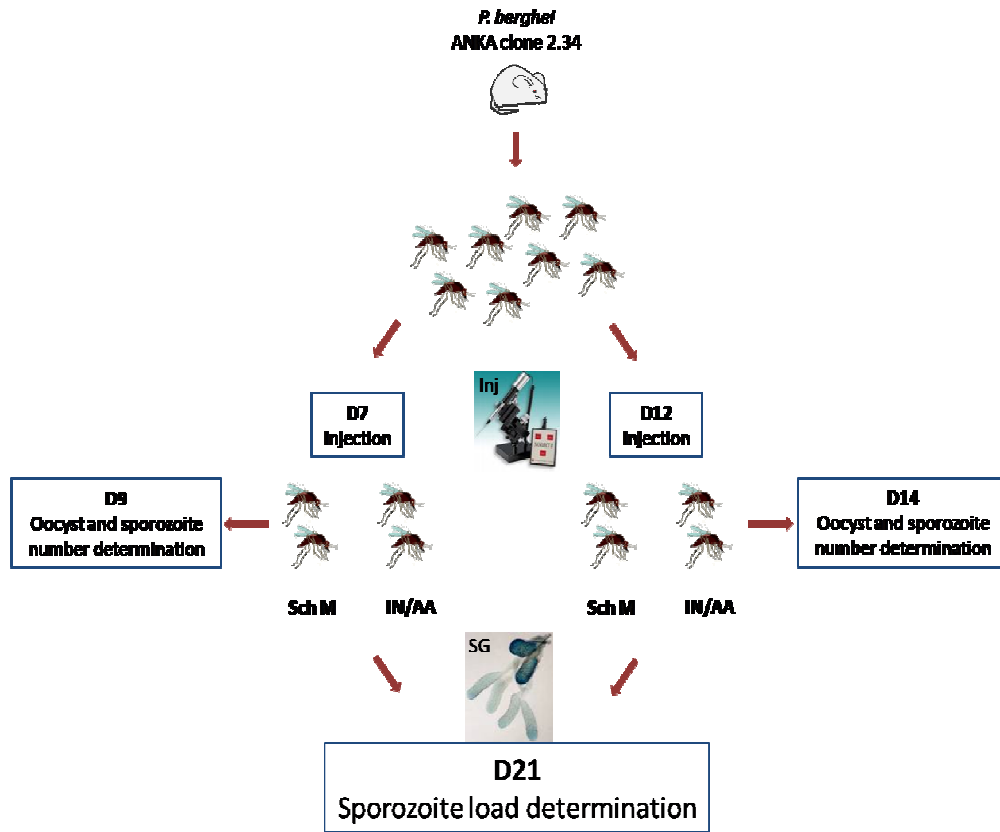 P. berghei
ANKA clone 2.34
Inj
D7
Injection
D12
Injection
D9
Oocyst and sporozoite
number determination
D14
Oocyst and sporozoite
number determination
Sch M
IN/AA
Sch M
IN/AA
SG
D21
Sporozoite load determination